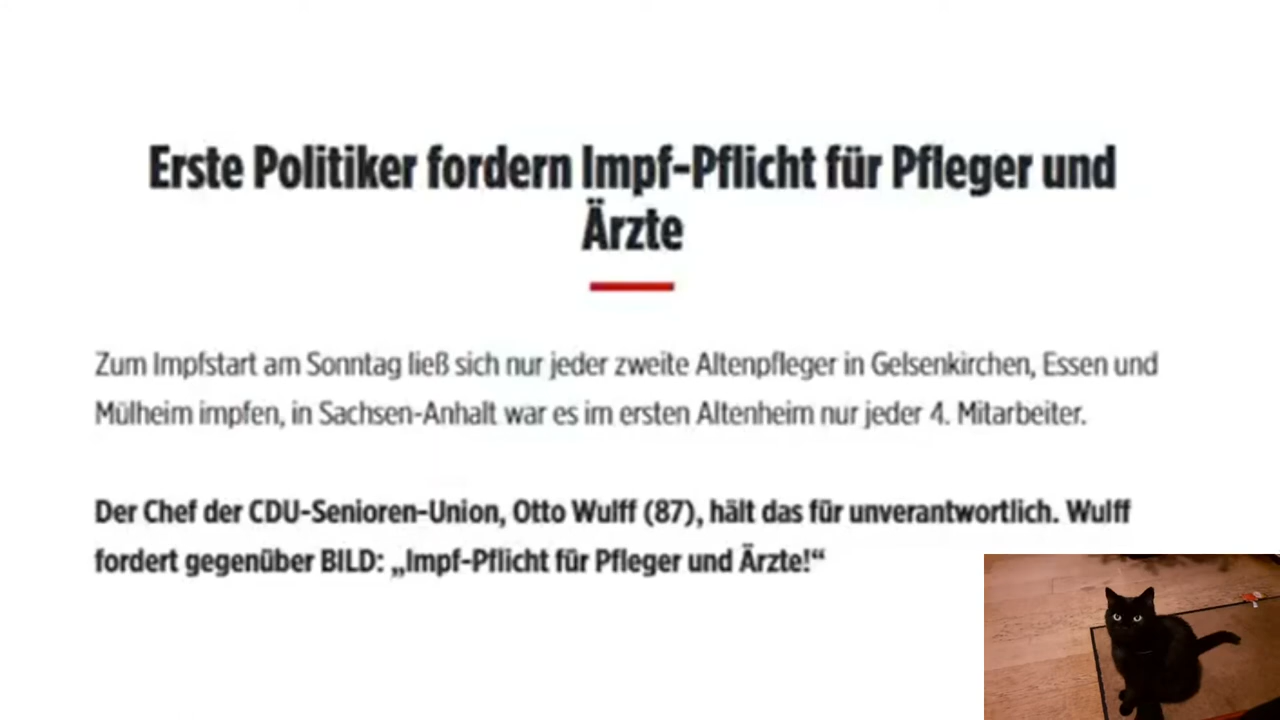 Erste Politiker fordern Impf-Pflicht für Pfleger und
Ärzte
Zum Impfstart am Sonntag ließ sich nur jeder zweite Altenpfleger in Gelsenkirchen, Essen und
Mülheim impfen, in Sachsen-Anhalt war es im ersten Altenheim nur jeder 4. Mitarbeiter.
Der Chef der CDU-Senioren-Union, Otto Wulff (87), hält das für unverantwortlich. Wulff
fordert gegenüber BILD: „Impf-Pflicht für Pfleger und Ärzte!“